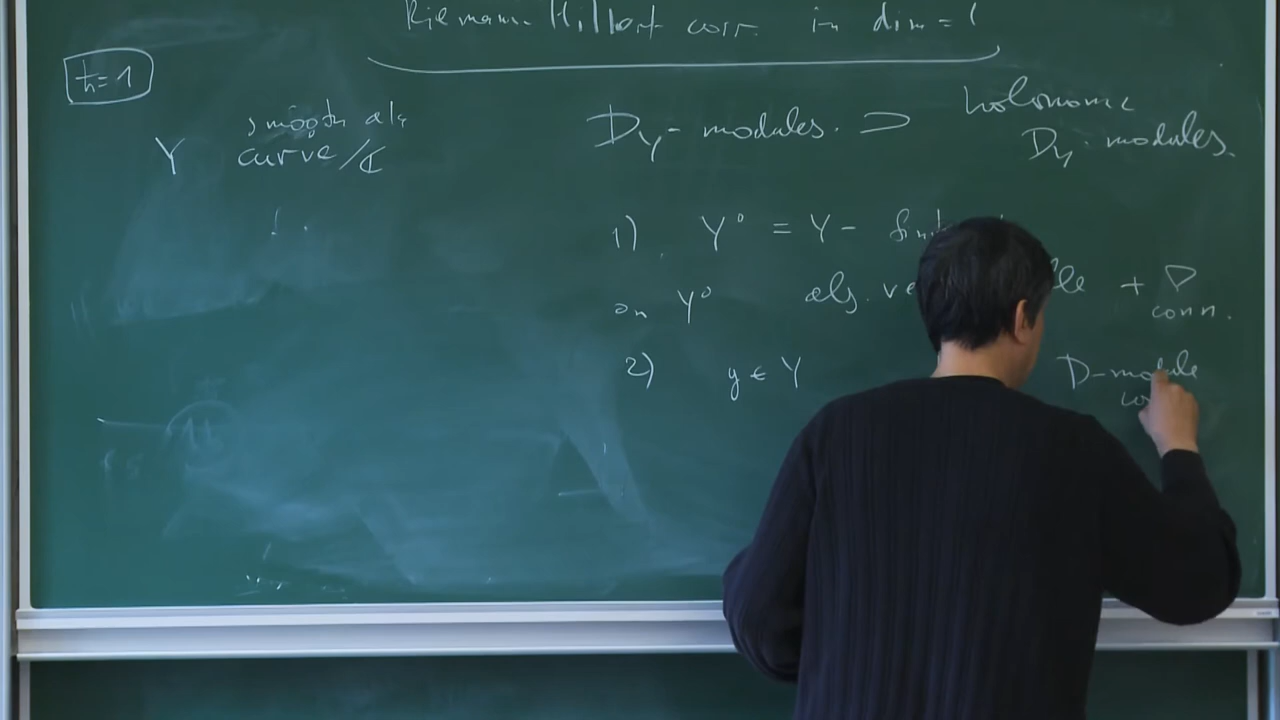 Riemann-Hilbert corr. in dim = 1
ħ=1
Y smooth alg curve/ℂ
D_Y - modules. ⊃ holonomic D_Y-modules.
1) Y° = Y -
on Y° alg. + ∇ conn.
2) y ∈ Y D-module